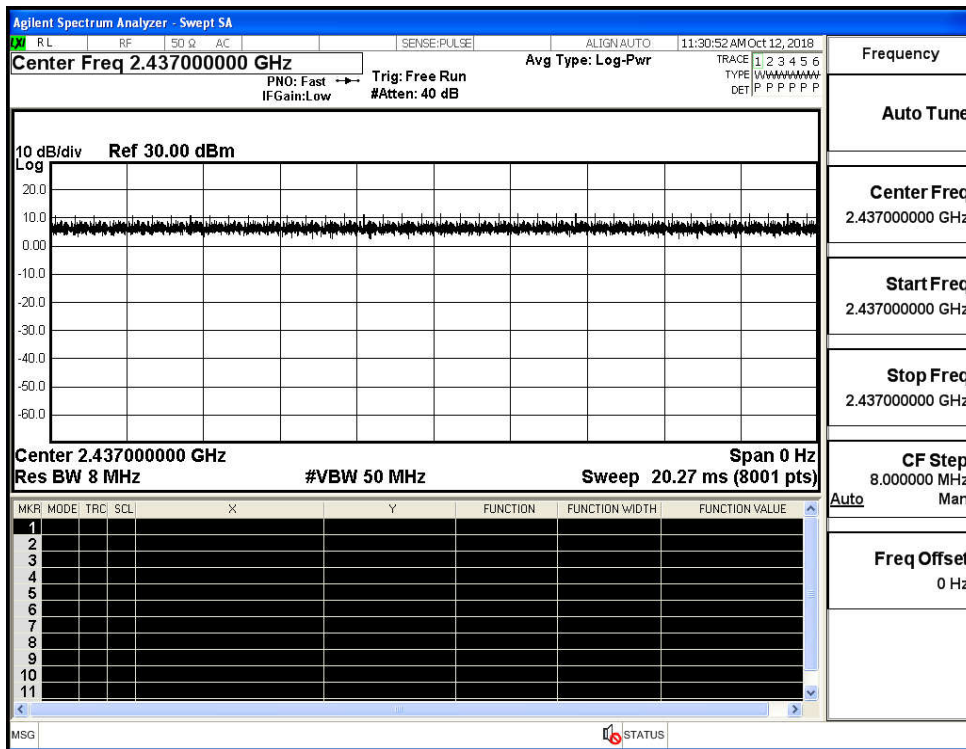 Agilent Spectrum Analyzer - Swept SA
LXI RL RF 50 Ω AC SENSE:PULSE ALIGN AUTO 11:30:52 AM Oct 12, 2018
Center Freq 2.437000000 GHz
PNO: Fast
IFGain:Low
Trig: Free Run
#Atten: 40 dB
Avg Type: Log-Pwr
TRACE 1 2 3 4 5 6
TYPE WWWWWW
DET P P P P P P
10 dB/div Ref 30.00 dBm
Log
20.0
10.0
0.00
-10.0
-20.0
-30.0
-40.0
-50.0
-60.0
Center 2.437000000 GHz Span 0 Hz
Res BW 8 MHz #VBW 50 MHz Sweep 20.27 ms (8001 pts)
MKR MODE TRC SCL X Y FUNCTION FUNCTION WIDTH FUNCTION VALUE
1
2
3
4
5
6
7
8
9
10
11
MSG STATUS
Frequency
Auto Tune
Center Freq
2.437000000 GHz
Start Freq
2.437000000 GHz
Stop Freq
2.437000000 GHz
CF Step
8.000000 MHz
Auto Man
Freq Offset
0 Hz